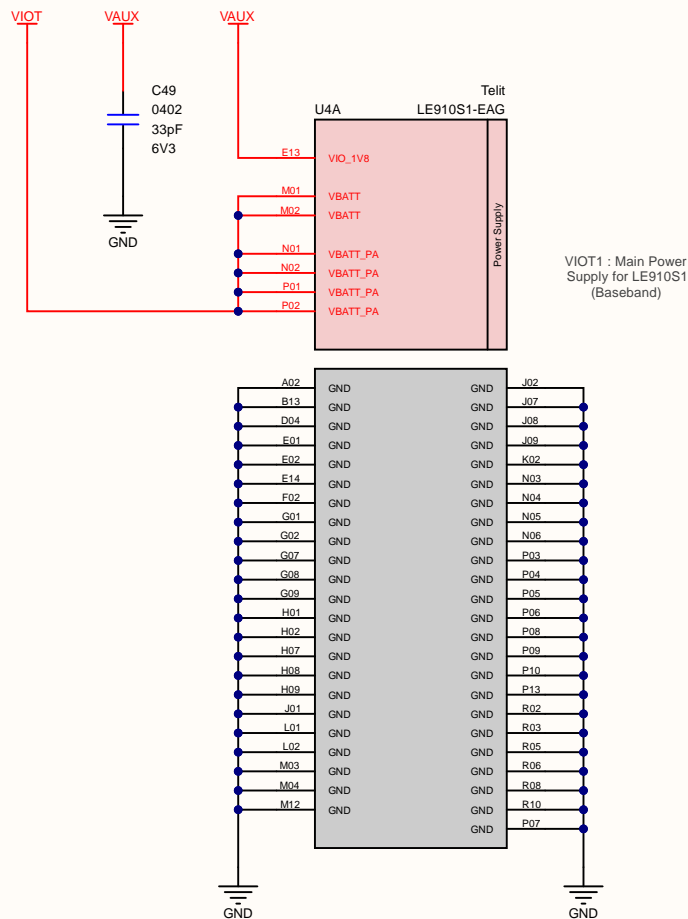 VIOT
VAUX
VAUX
C49
0402
33pF
6V3
GND
Telit
U4A
LE910S1-EAG
E13
VIO_1V8
M01
VBATT
M02
VBATT
N01
VBATT_PA
N02
VBATT_PA
P01
VBATT_PA
P02
VBATT_PA
Power Supply
VIOT1 : Main Power
Supply for LE910S1
(Baseband)
A02 GND GND J02
B13 GND GND J07
D04 GND GND J08
E01 GND GND J09
E02 GND GND K02
E14 GND GND N03
F02 GND GND N04
G01 GND GND N05
G02 GND GND N06
G07 GND GND P03
G08 GND GND P04
G09 GND GND P05
H01 GND GND P06
H02 GND GND P08
H07 GND GND P09
H08 GND GND P10
H09 GND GND P13
J01 GND GND R02
L01 GND GND R03
L02 GND GND R05
M03 GND GND R06
M04 GND GND R08
M12 GND GND R10
GND P07
GND
GND